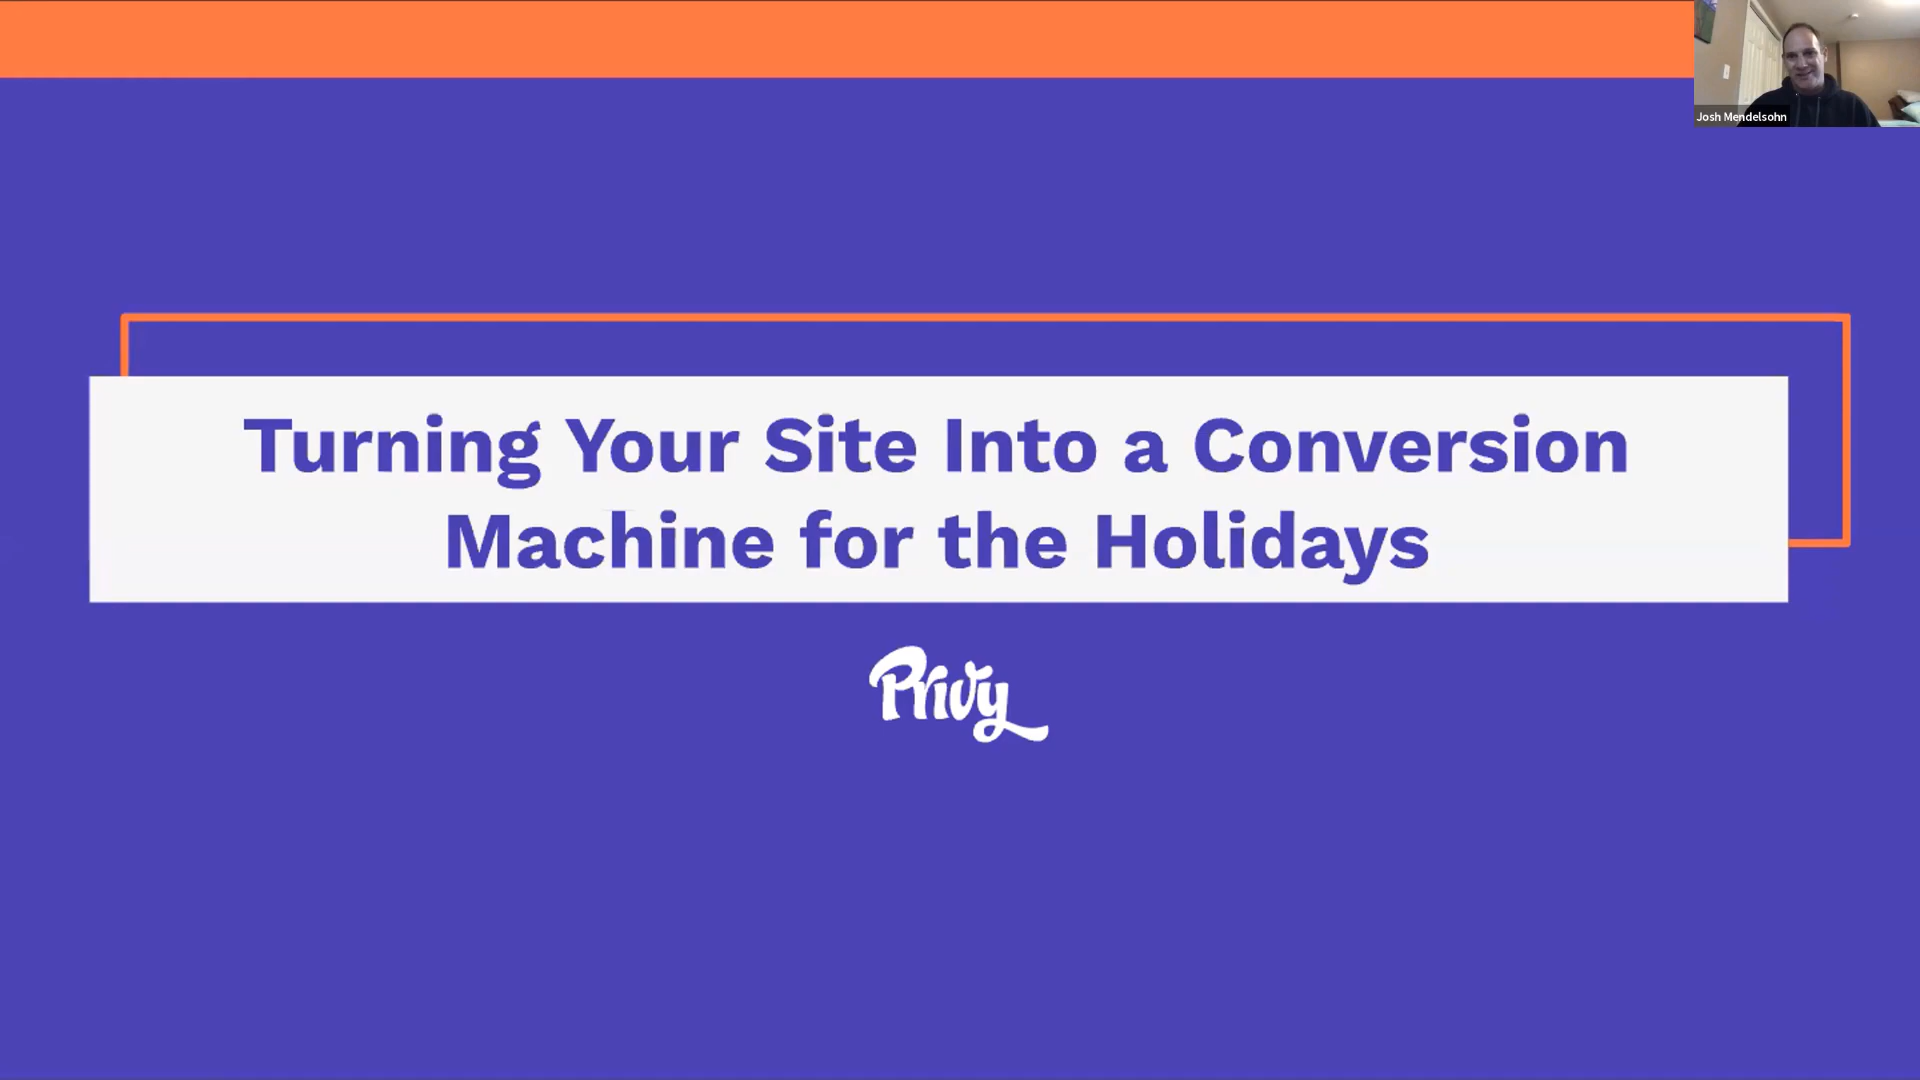 Josh Mendelsohn
Turning Your Site Into a Conversion
Machine for the Holidays
Privy